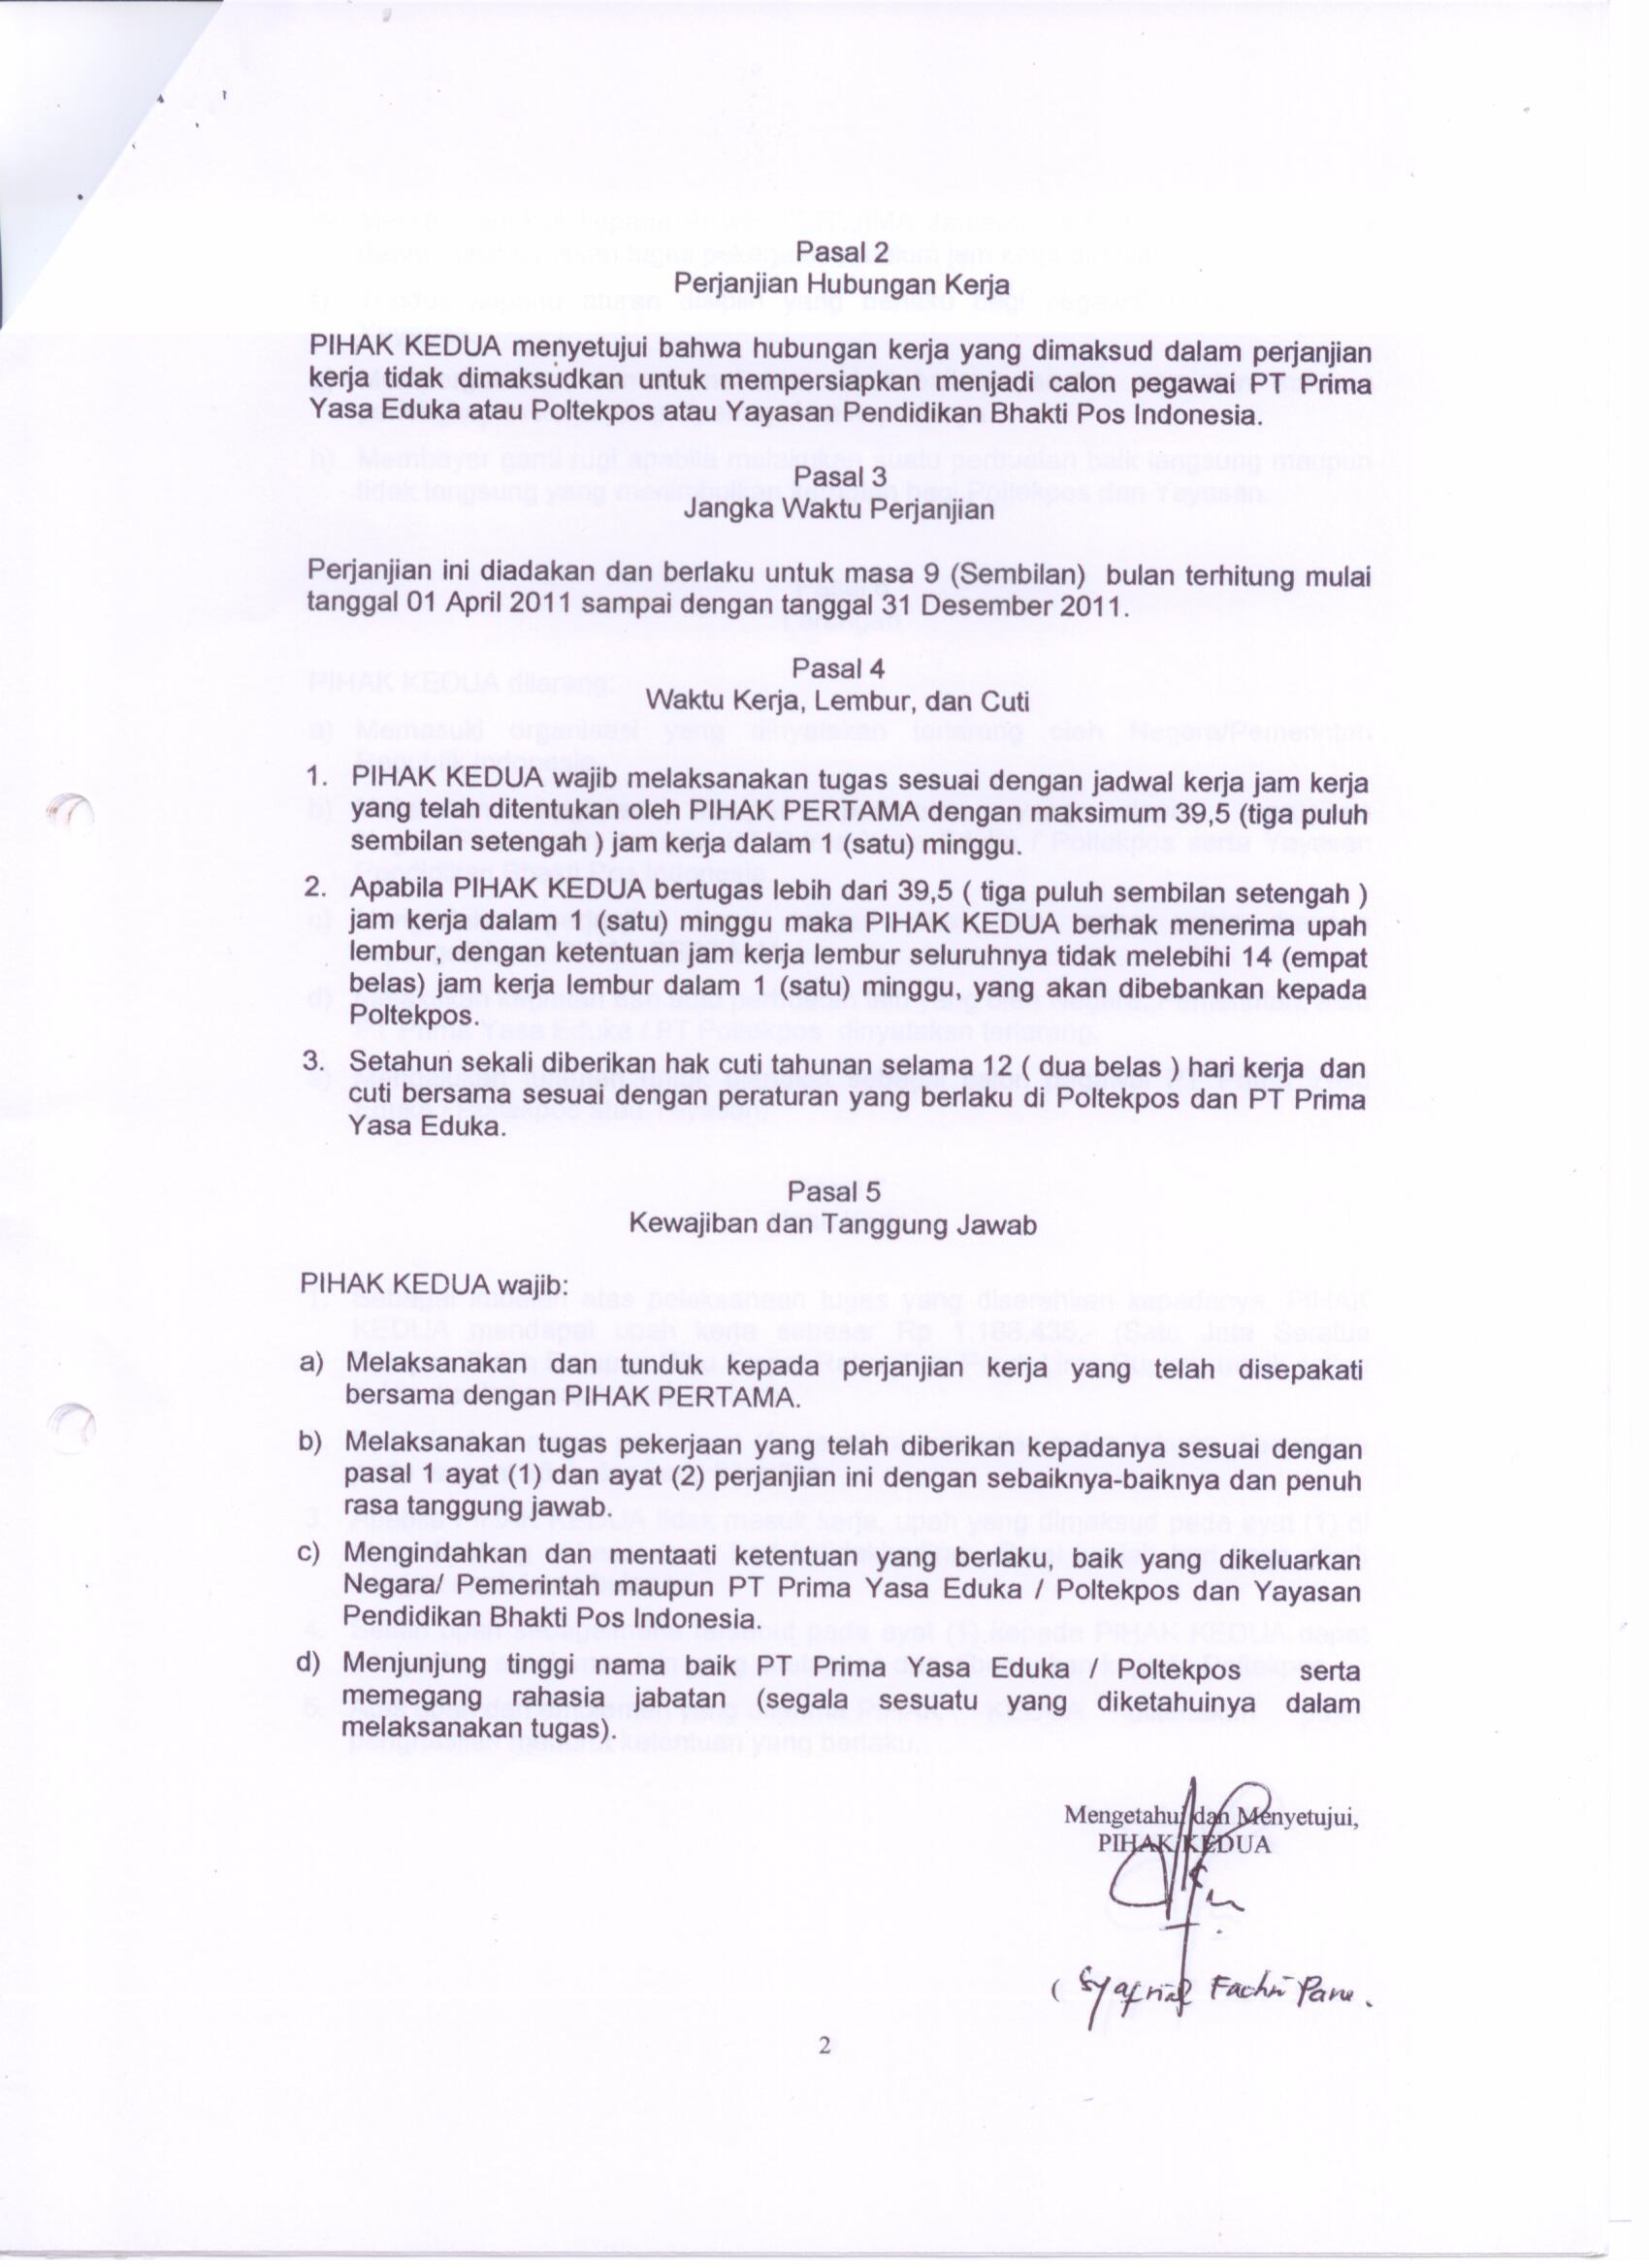 Pasal 2
Perjanjian Hubungan Kerja
PIHAK KEDUA menyetujui bahwa hubungan kerja yang dimaksud dalam perjanjian
kerja tidak dimaksudkan untuk mempersiapkan menjadi calon pegawai PT Prima
Yasa Eduka atau Poltekpos atau Yayasan Pendidikan Bhakti Pos Indonesia.
Pasal 3
Jangka Waktu Perjanjian
Perjanjian ini diadakan dan berlaku untuk masa 9 (Sembilan) bulan terhitung mulai
tanggal 01 April 2011 sampai dengan tanggal 31 Desember 2011.
Pasal 4
Waktu Kerja, Lembur, dan Cuti
1. PIHAK KEDUA wajib melaksanakan tugas sesuai dengan jadwal kerja jam kerja
yang telah ditentukan oleh PIHAK PERTAMA dengan maksimum 39,5 (tiga puluh
sembilan setengah ) jam kerja dalam 1 (satu) minggu.
2. Apabila PIHAK KEDUA bertugas lebih dari 39,5 ( tiga puluh sembilan setengah )
jam kerja dalam 1 (satu) minggu maka PIHAK KEDUA berhak menerima upah
lembur, dengan ketentuan jam kerja lembur seluruhnya tidak melebihi 14 (empat
belas) jam kerja lembur dalam 1 (satu) minggu, yang akan dibebankan kepada
Poltekpos.
3. Setahun sekali diberikan hak cuti tahunan selama 12 ( dua belas ) hari kerja dan
cuti bersama sesuai dengan peraturan yang berlaku di Poltekpos dan PT Prima
Yasa Eduka.
Pasal 5
Kewajiban dan Tanggung Jawab
PIHAK KEDUA wajib:
a) Melaksanakan dan tunduk kepada perjanjian kerja yang telah disepakati
bersama dengan PIHAK PERTAMA.
b) Melaksanakan tugas pekerjaan yang telah diberikan kepadanya sesuai dengan
pasal 1 ayat (1) dan ayat (2) perjanjian ini dengan sebaiknya-baiknya dan penuh
rasa tanggung jawab.
c) Mengindahkan dan mentaati ketentuan yang berlaku, baik yang dikeluarkan
Negara/ Pemerintah maupun PT Prima Yasa Eduka / Poltekpos dan Yayasan
Pendidikan Bhakti Pos Indonesia.
d) Menjunjung tinggi nama baik PT Prima Yasa Eduka / Poltekpos serta
memegang rahasia jabatan (segala sesuatu yang diketahuinya dalam
melaksanakan tugas).
Mengetahui dan Menyetujui,
PIHAK KEDUA
( Syafrial Fachri Pane.
2